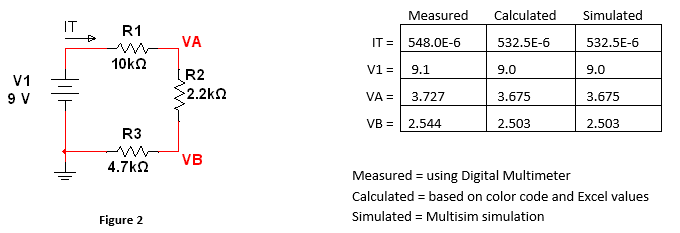 IT
R1
VA
10kΩ
V1
9 V
R2
2.2kΩ
R3
VB
4.7kΩ
Figure 2
Measured Calculated Simulated
IT = 548.0E-6 532.5E-6 532.5E-6
V1 = 9.1 9.0 9.0
VA = 3.727 3.675 3.675
VB = 2.544 2.503 2.503
Measured = using Digital Multimeter
Calculated = based on color code and Excel values
Simulated = Multisim simulation